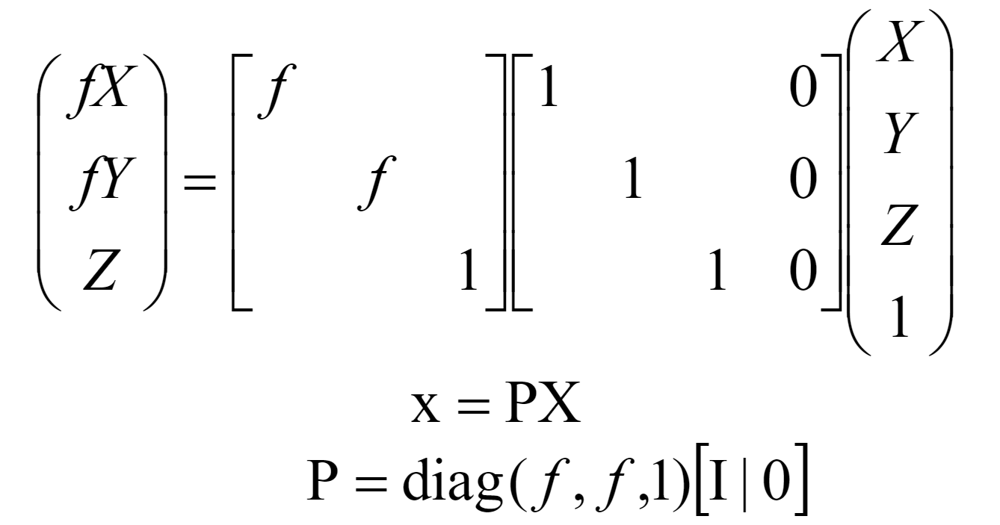 fX f 1 0 X
fY = f 1 0 Y
Z 1 1 0 Z
1
x = PX
P = diag(f, f,1)[I | 0]